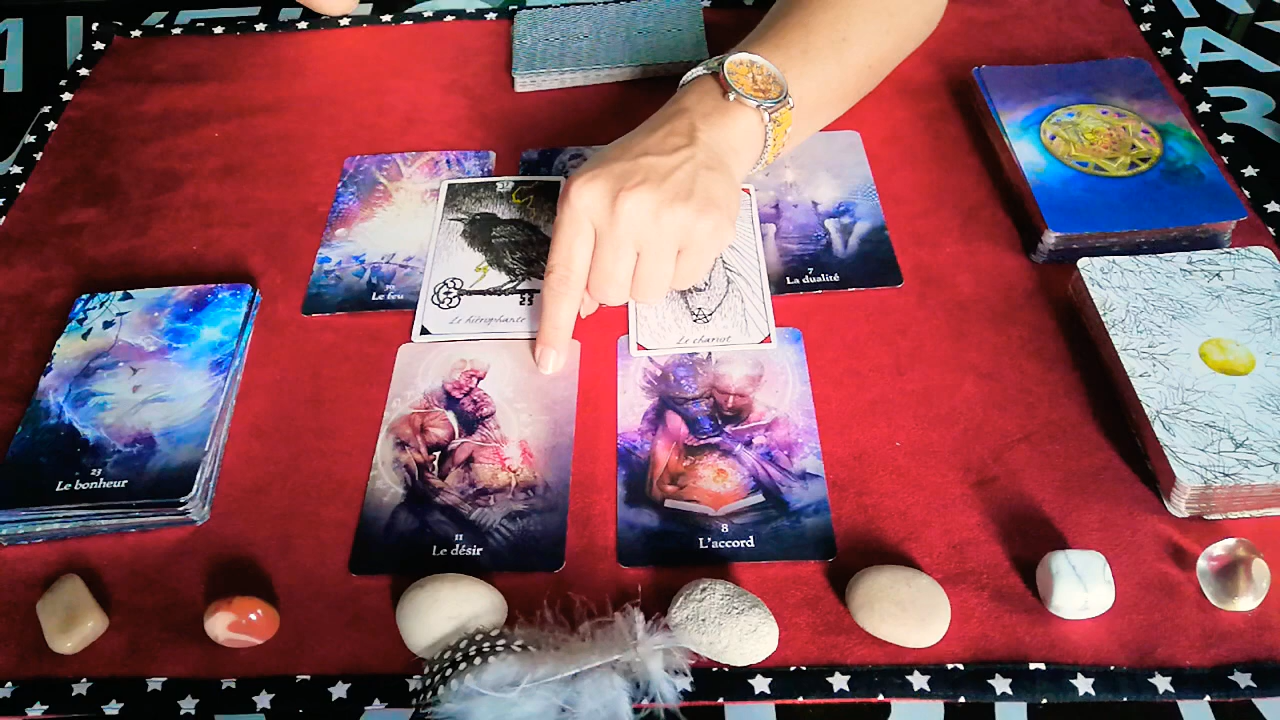 10
Le feu
7
La dualité
Le hiérophante
Le chariot
23
Le bonheur
11
Le désir
8
L'accord